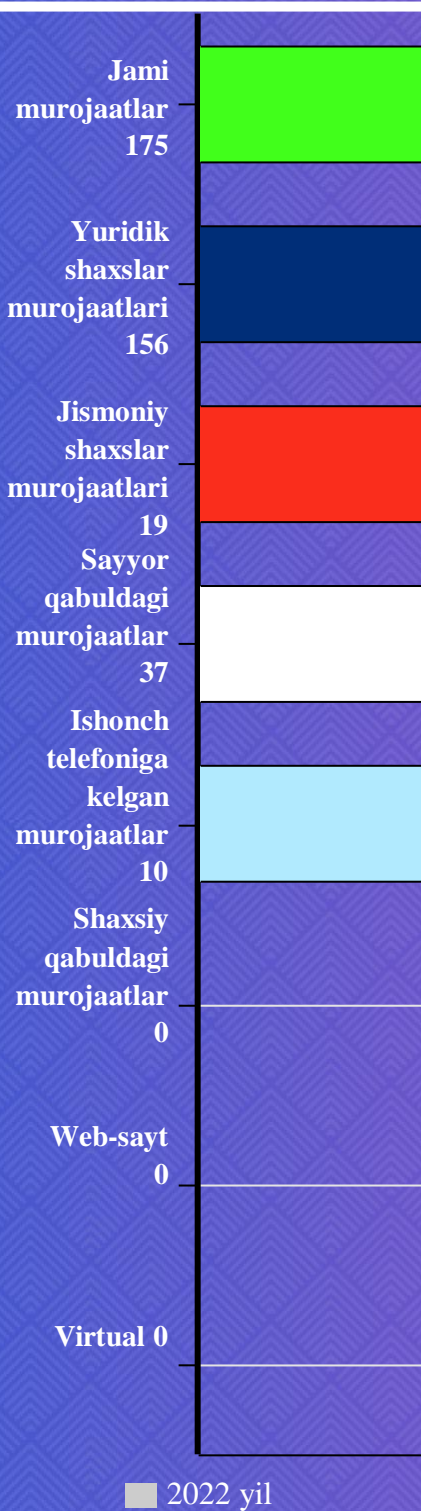 Jami
murojaatlar
175
Yuridik
shaxslar
murojaatlari
156
Jismoniy
shaxslar
murojaatlari
19
Sayyor
qabuldagi
murojaatlar
37
Ishonch
telefoniga
kelgan
murojaatlar
10
Shaxsiy
qabuldagi
murojaatlar
0
Web-sayt
0
Virtual 0
2022 yil